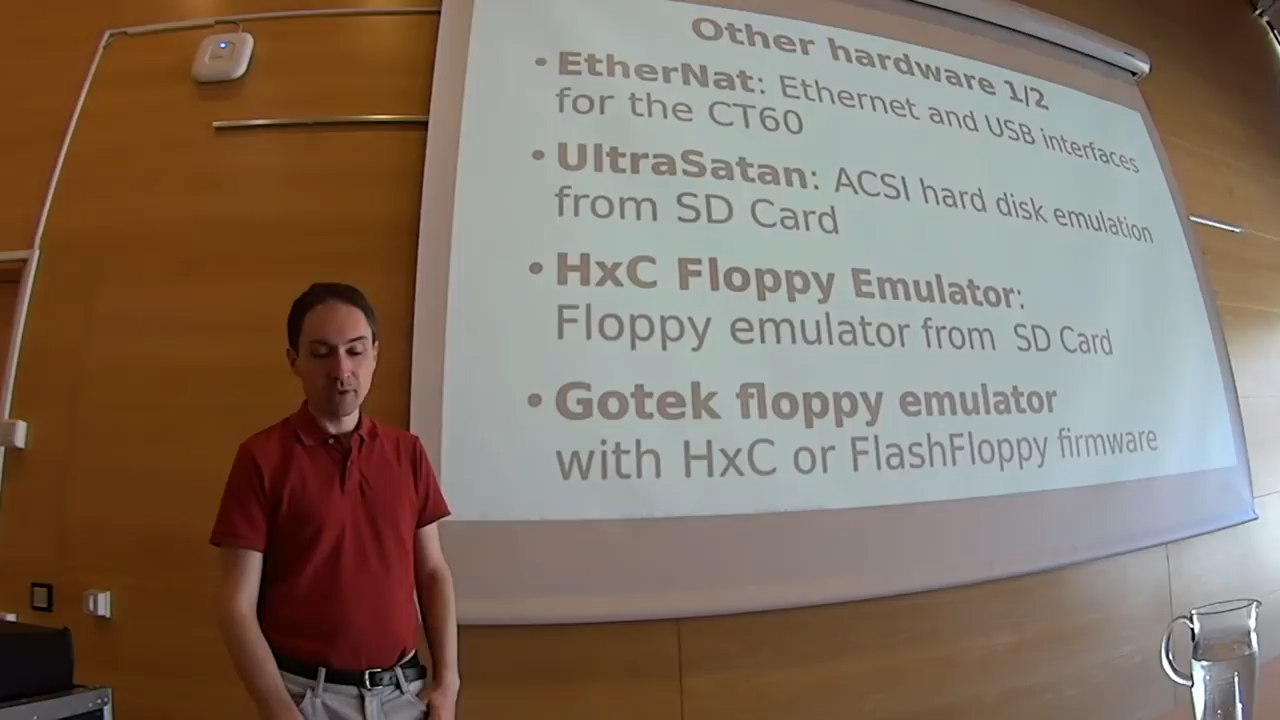 Other hardware 1/2
• EtherNat: Ethernet and USB interfaces
for the CT60
• UltraSatan: ACSI hard disk emulation
from SD Card
• HxC Floppy Emulator:
Floppy emulator from SD Card
• Gotek floppy emulator
with HxC or FlashFloppy firmware